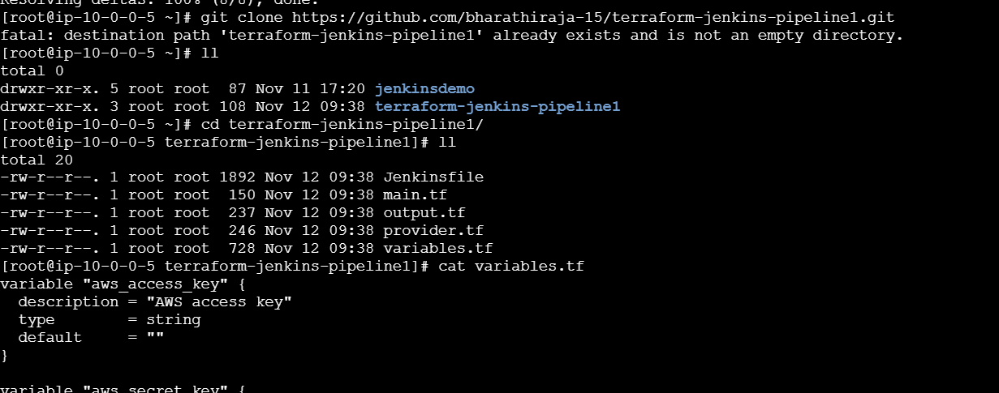 Resolving deltas: 100% (8/8), done.
[root@ip-10-0-0-5 ~]# git clone https://github.com/bharathiraja-15/terraform-jenkins-pipeline1.git
fatal: destination path 'terraform-jenkins-pipeline1' already exists and is not an empty directory.
[root@ip-10-0-0-5 ~]# ll
total 0
drwxr-xr-x. 5 root root  87 Nov 11 17:20 jenkinsdemo
drwxr-xr-x. 3 root root 108 Nov 12 09:38 terraform-jenkins-pipeline1
[root@ip-10-0-0-5 ~]# cd terraform-jenkins-pipeline1/
[root@ip-10-0-0-5 terraform-jenkins-pipeline1]# ll
total 20
-rw-r--r--. 1 root root 1892 Nov 12 09:38 Jenkinsfile
-rw-r--r--. 1 root root  150 Nov 12 09:38 main.tf
-rw-r--r--. 1 root root  237 Nov 12 09:38 output.tf
-rw-r--r--. 1 root root  246 Nov 12 09:38 provider.tf
-rw-r--r--. 1 root root  728 Nov 12 09:38 variables.tf
[root@ip-10-0-0-5 terraform-jenkins-pipeline1]# cat variables.tf
variable "aws_access_key" {
  description = "AWS access key"
  type        = string
  default     = ""
}
variable "aws_secret_key" {